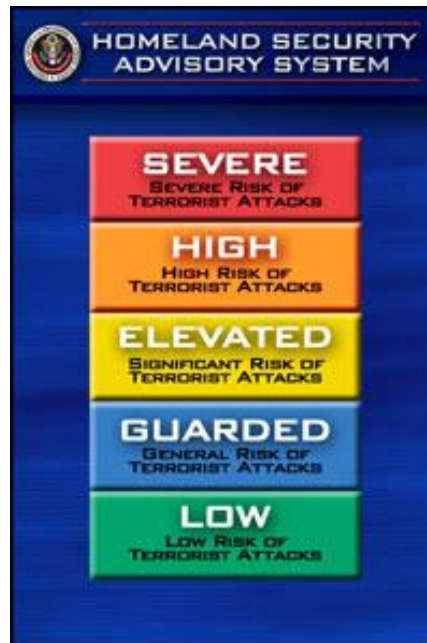 HOMELAND SECURITY
ADVISORY SYSTEM
SEVERE
SEVERE RISK OF
TERRORIST ATTACKS
HIGH
HIGH RISK OF
TERRORIST ATTACKS
ELEVATED
SIGNIFICANT RISK OF
TERRORIST ATTACKS
GUARDED
GENERAL RISK OF
TERRORIST ATTACKS
LOW
LOW RISK OF
TERRORIST ATTACKS